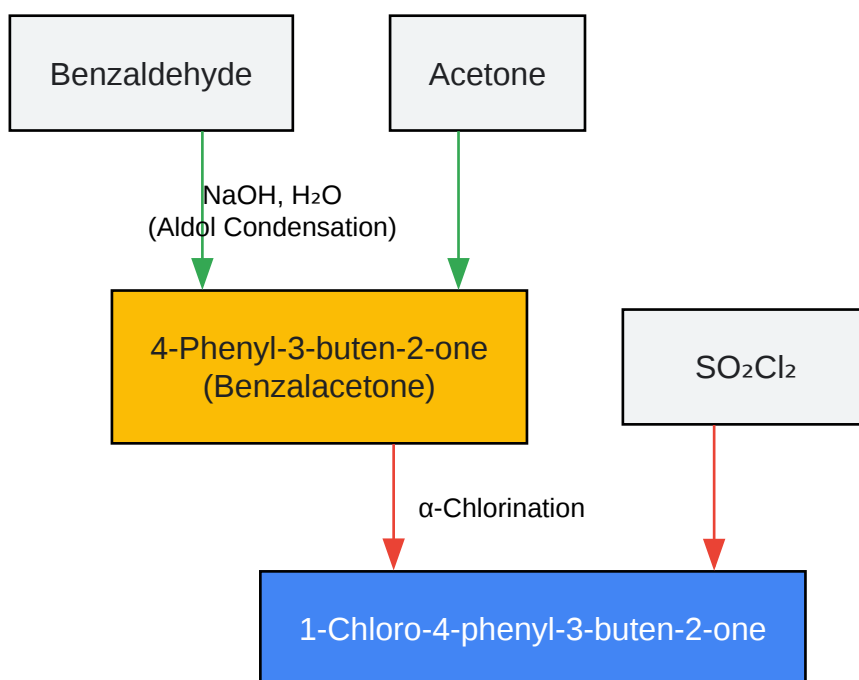 Benzaldehyde
Acetone
NaOH, H₂O
(Aldol Condensation)
4-Phenyl-3-buten-2-one
(Benzalacetone)
SO₂Cl₂
α-Chlorination
1-Chloro-4-phenyl-3-buten-2-one